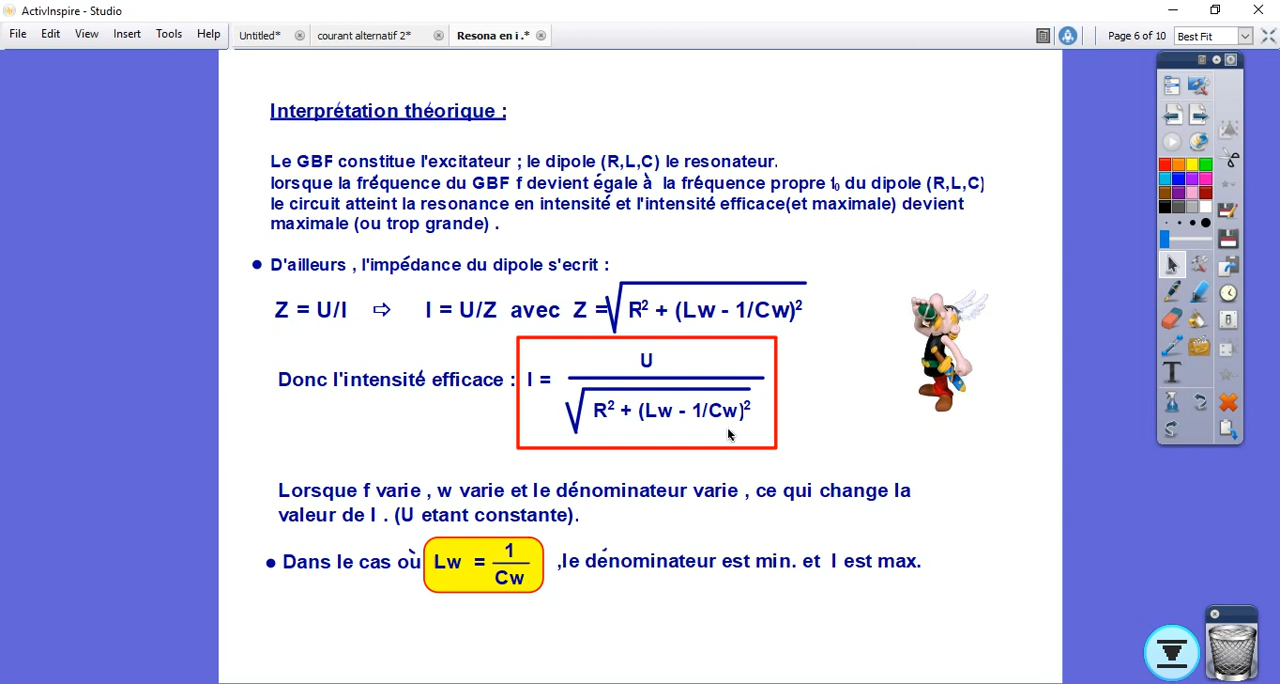 ActivInspire - Studio
File Edit View Insert Tools Help
Untitled* courant alternatif 2* Resona en i .*
Page 6 of 10 Best Fit
Interprétation théorique :
Le GBF constitue l'excitateur ; le dipole (R,L,C) le resonateur.
lorsque la fréquence du GBF f devient égale à la fréquence propre f₀ du dipole (R,L,C)
le circuit atteint la resonance en intensité et l'intensité efficace(et maximale) devient
maximale (ou trop grande) .
• D'ailleurs , l'impédance du dipole s'ecrit :
Z = U/I ⇨ I = U/Z avec Z =√R² + (Lw - 1/Cw)²
Donc l'intensité efficace : I =
U
√R² + (Lw - 1/Cw)²
Lorsque f varie , w varie et le dénominateur varie , ce qui change la
valeur de I . (U etant constante).
• Dans le cas où Lw = 1/Cw ,le dénominateur est min. et I est max.
T